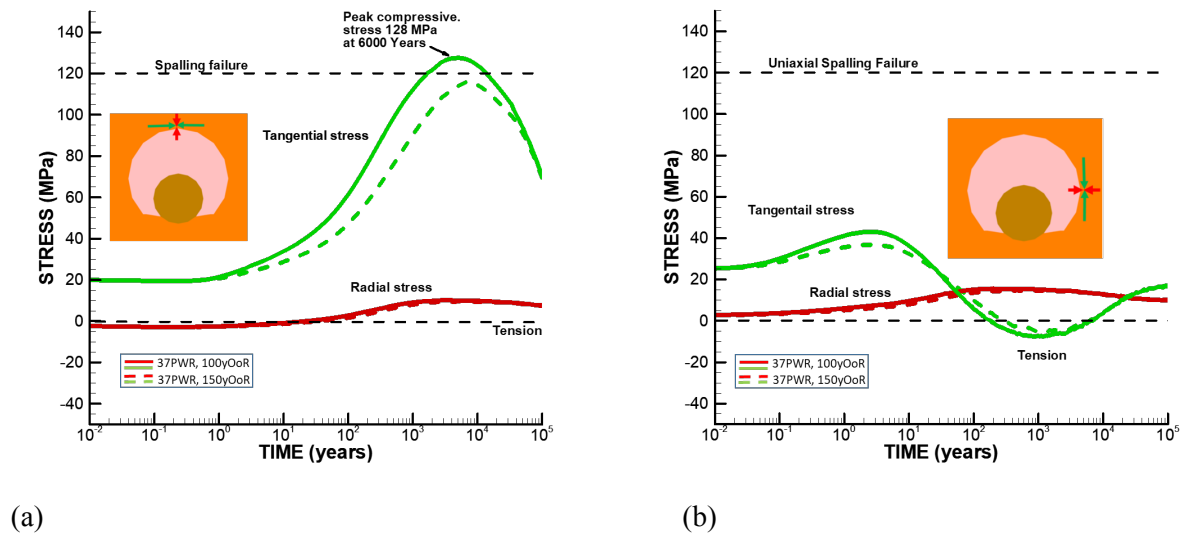 Peak compressive.
stress 128 MPa
at 6000 Years
140
120
100
80
60
40
20
0
-20
-40
STRESS (MPa)
Spalling failure
Tangential stress
Radial stress
Tension
37PWR, 100yOoR
37PWR, 150yOoR
10-2 10-1 100 101 102 103 104 105
TIME (years)
(a)
140
120
100
80
60
40
20
0
-20
-40
STRESS (MPa)
Uniaxial Spalling Failure
Tangentail stress
Radial stress
Tension
37PWR, 100yOoR
37PWR, 150yOoR
10-2 10-1 100 101 102 103 104 105
TIME (years)
(b)